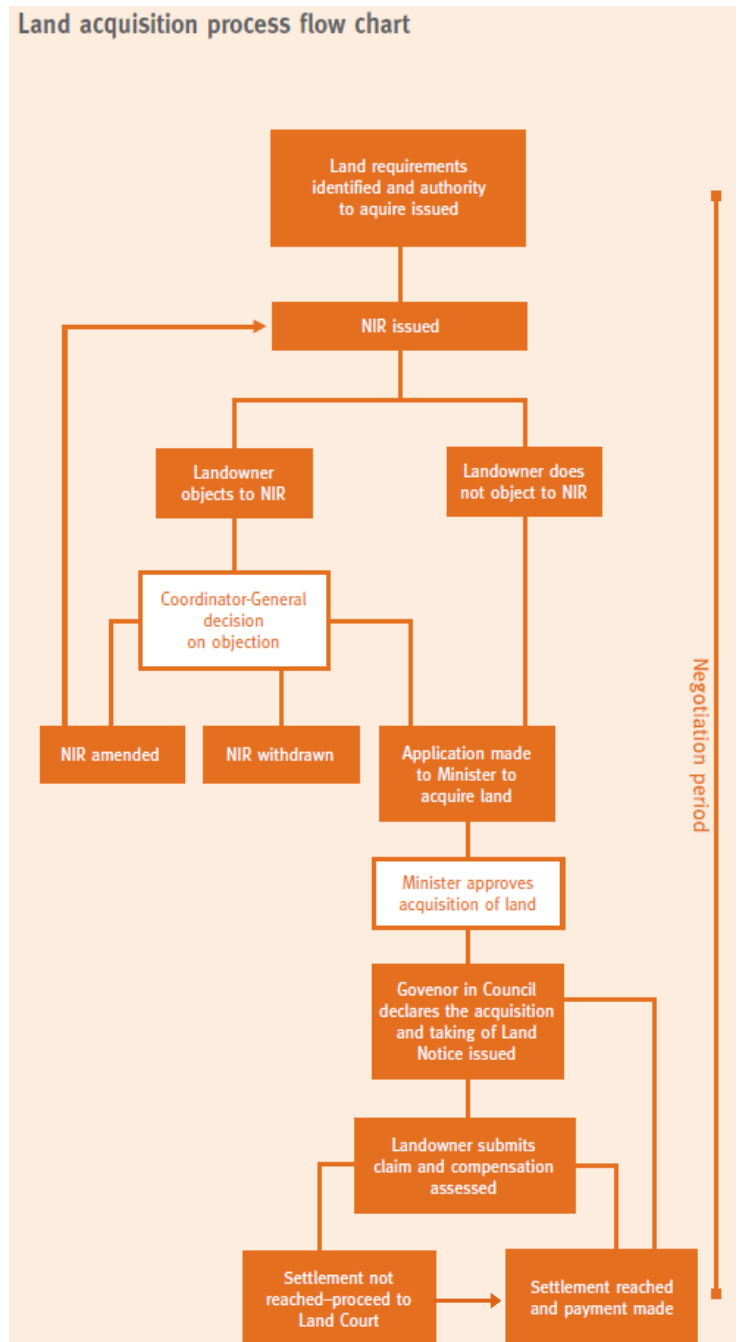 Land acquisition process flow chart
Land requirements
identified and authority
to aquire issued
NIR issued
Landowner
objects to NIR
Landowner does
not object to NIR
Coordinator-General
decision
on objection
NIR amended
NIR withdrawn
Application made
to Minister to
acquire land
Negotiation period
Minister approves
acquisition of land
Govenor in Council
declares the acquisition
and taking of Land
Notice issued
Landowner submits
claim and compensation
assessed
Settlement not
reached–proceed to
Land Court
Settlement reached
and payment made